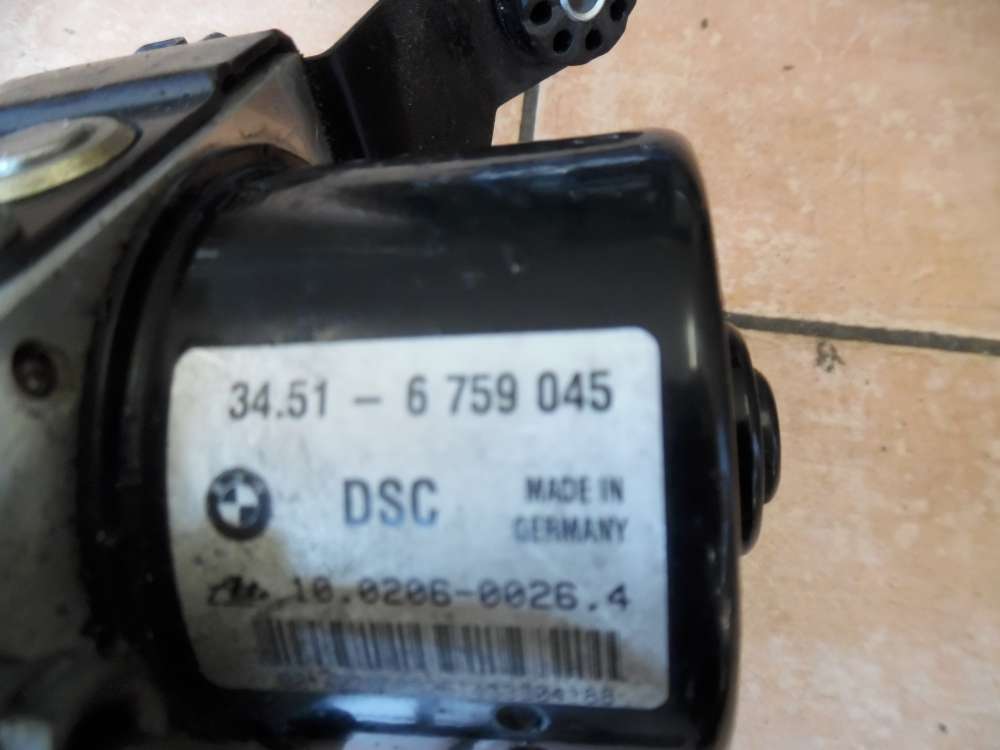 34.51 - 6 759 045
DSC MADE IN
GERMANY
10.0206-0026.4